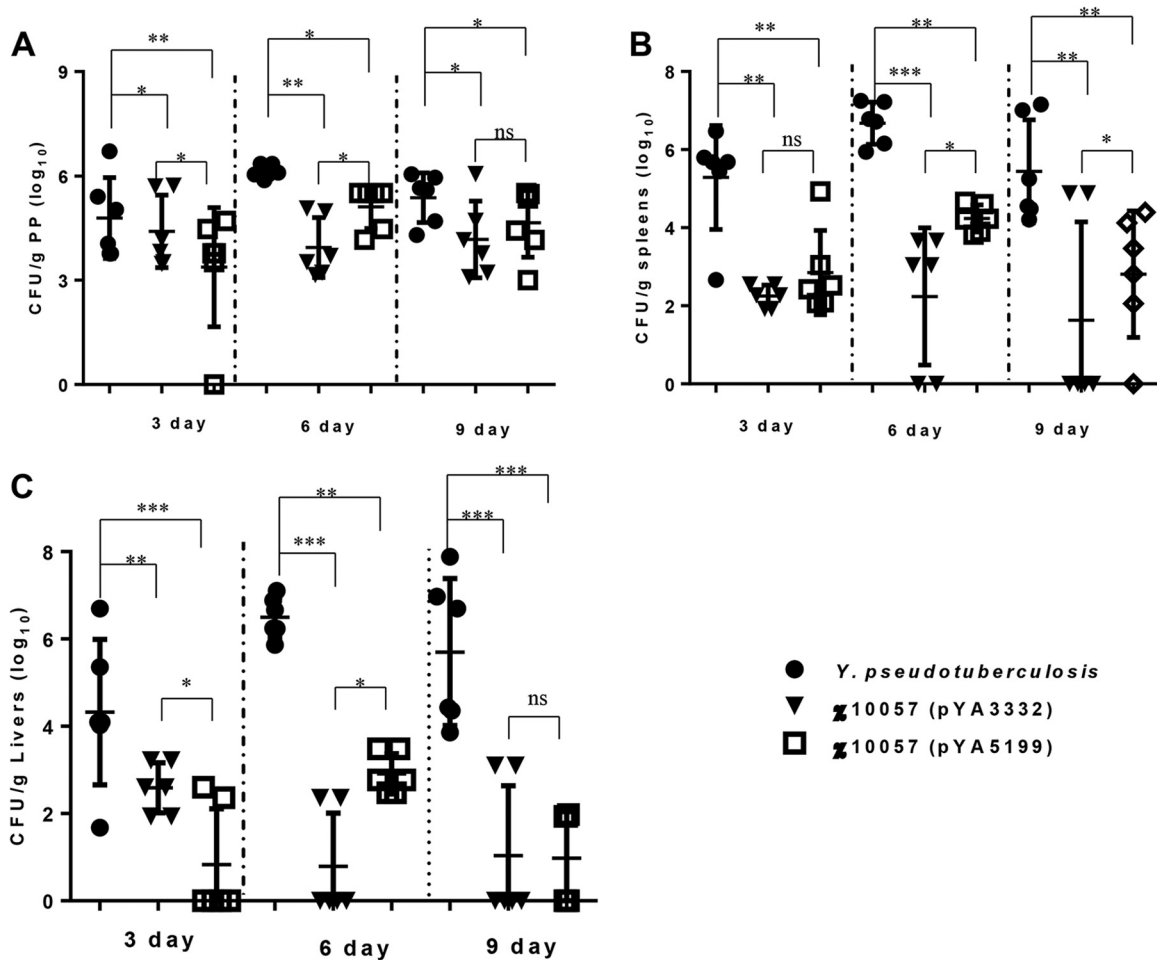 A
**
*
*
CFU/g PP (log10)
9
6
3
0
*
**
*
*
*
ns
3 day
6 day
9 day
B
**
**
ns
CFU/g spleens (log10)
8
6
4
2
0
**
***
*
**
**
*
3 day
6 day
9 day
C
***
**
*
CFU/g Livers (log10)
8
6
4
2
0
**
***
*
***
***
ns
3 day
6 day
9 day
Y. pseudotuberculosis
χ10057 (pYA3332)
χ10057 (pYA5199)